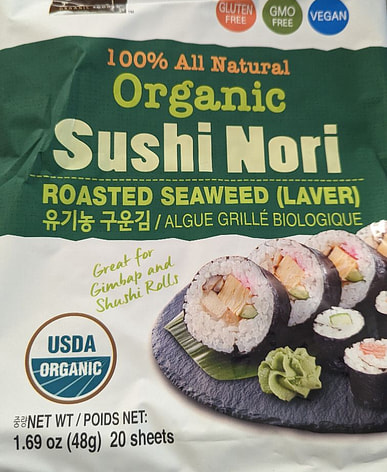 GLUTEN
FREE
GMO
FREE
VEGAN
100% All Natural
Organic
Sushi Nori
ROASTED SEAWEED (LAVER)
유기농 구운김 / ALGUE GRILLÉ BIOLOGIQUE
Great for
Gimbap and
Shushi Rolls
USDA
ORGANIC
중량 NET WT / POIDS NET:
1.69 oz (48g) 20 sheets